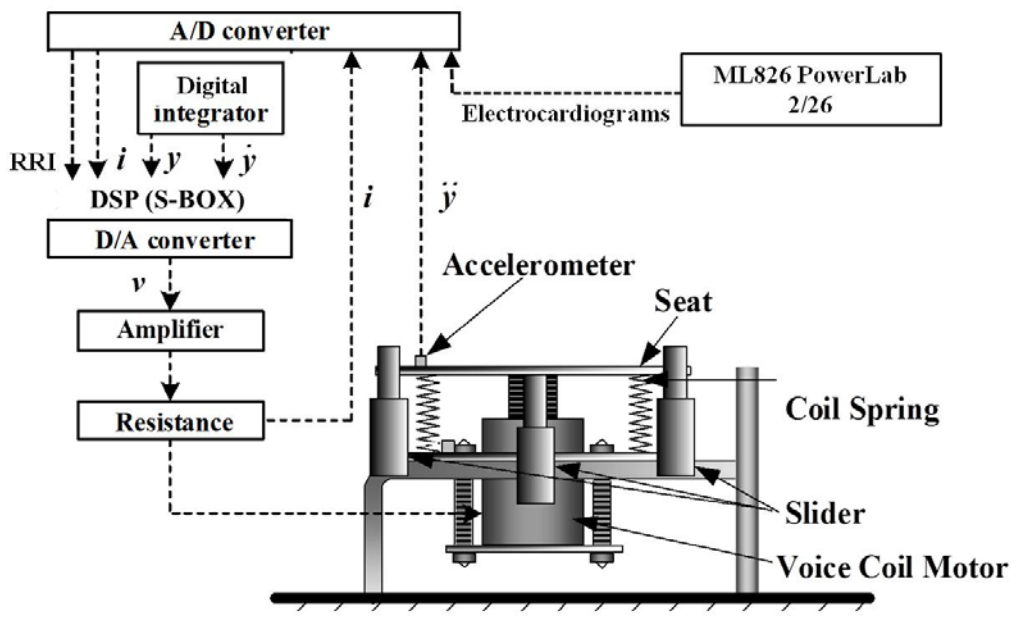 A/D converter
Digital
integrator
ML826 PowerLab
2/26
Electrocardiograms
RRI
i
y
ẏ
DSP (S-BOX)
i
ÿ
D/A converter
v
Accelerometer
Seat
Amplifier
Coil Spring
Resistance
Slider
Voice Coil Motor